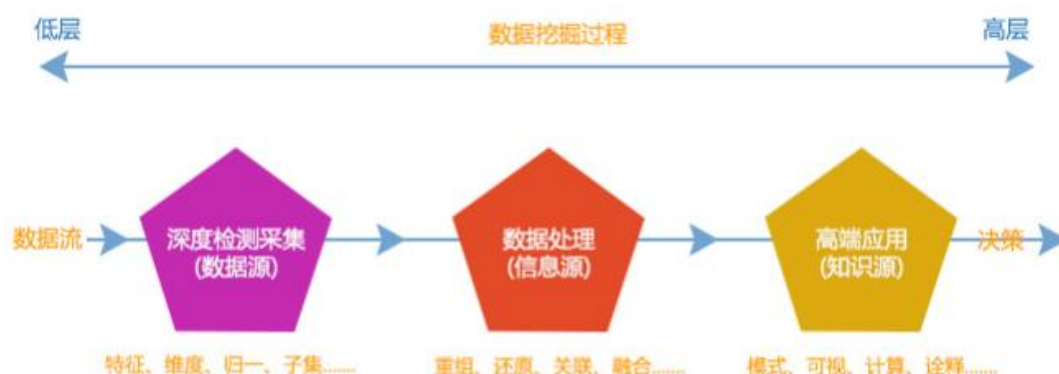 低层
数据挖掘过程
高层
数据流
深度检测采集
(数据源)
数据处理
(信息源)
高端应用
(知识源)
决策
特征、维度、归一、子集......
重组、还原、关联、融合......
模式、可视、计算、诠释......